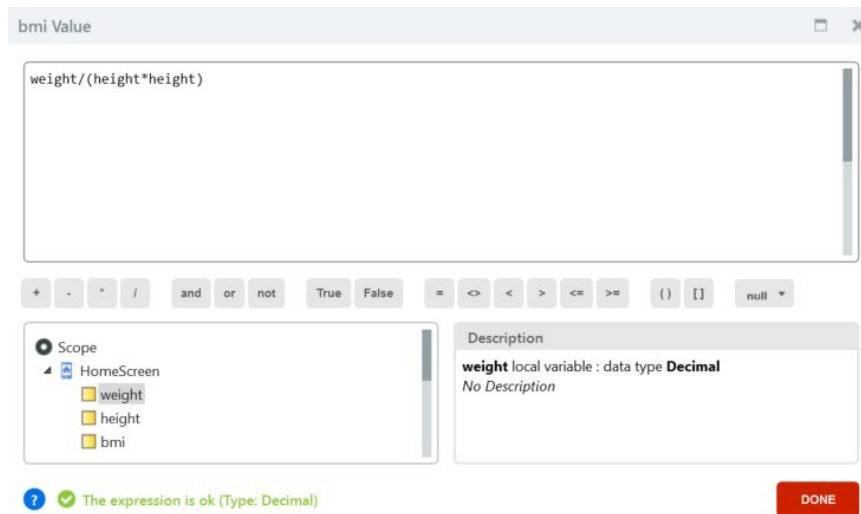 bmi Value
weight/(height*height)
+ - * / and or not True False = <> < > <= >= () [] null
Scope
HomeScreen
weight
height
bmi
Description
weight local variable : data type Decimal
No Description
? The expression is ok (Type: Decimal)
DONE